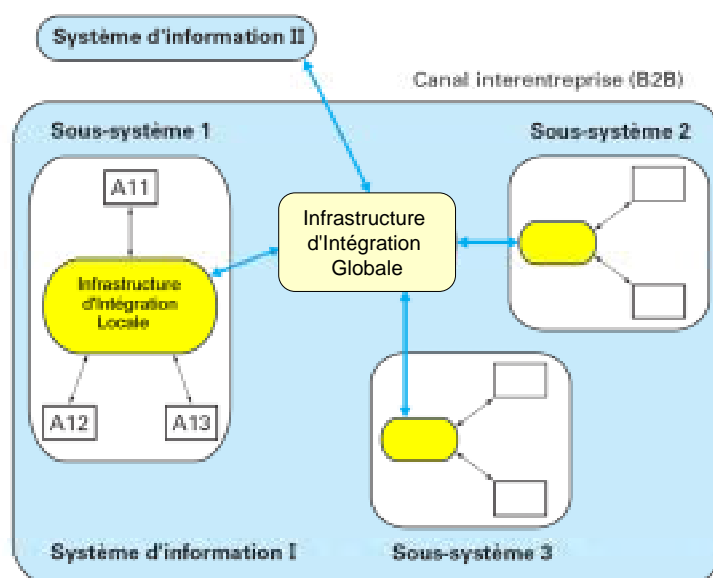 Système d'information II
Canal interentreprise (B2B)
Sous-système 1
Sous-système 2
A11
Infrastructure
d'Intégration
Globale
Infrastructure
d'Intégration
Locale
A12
A13
Système d'information I
Sous-système 3